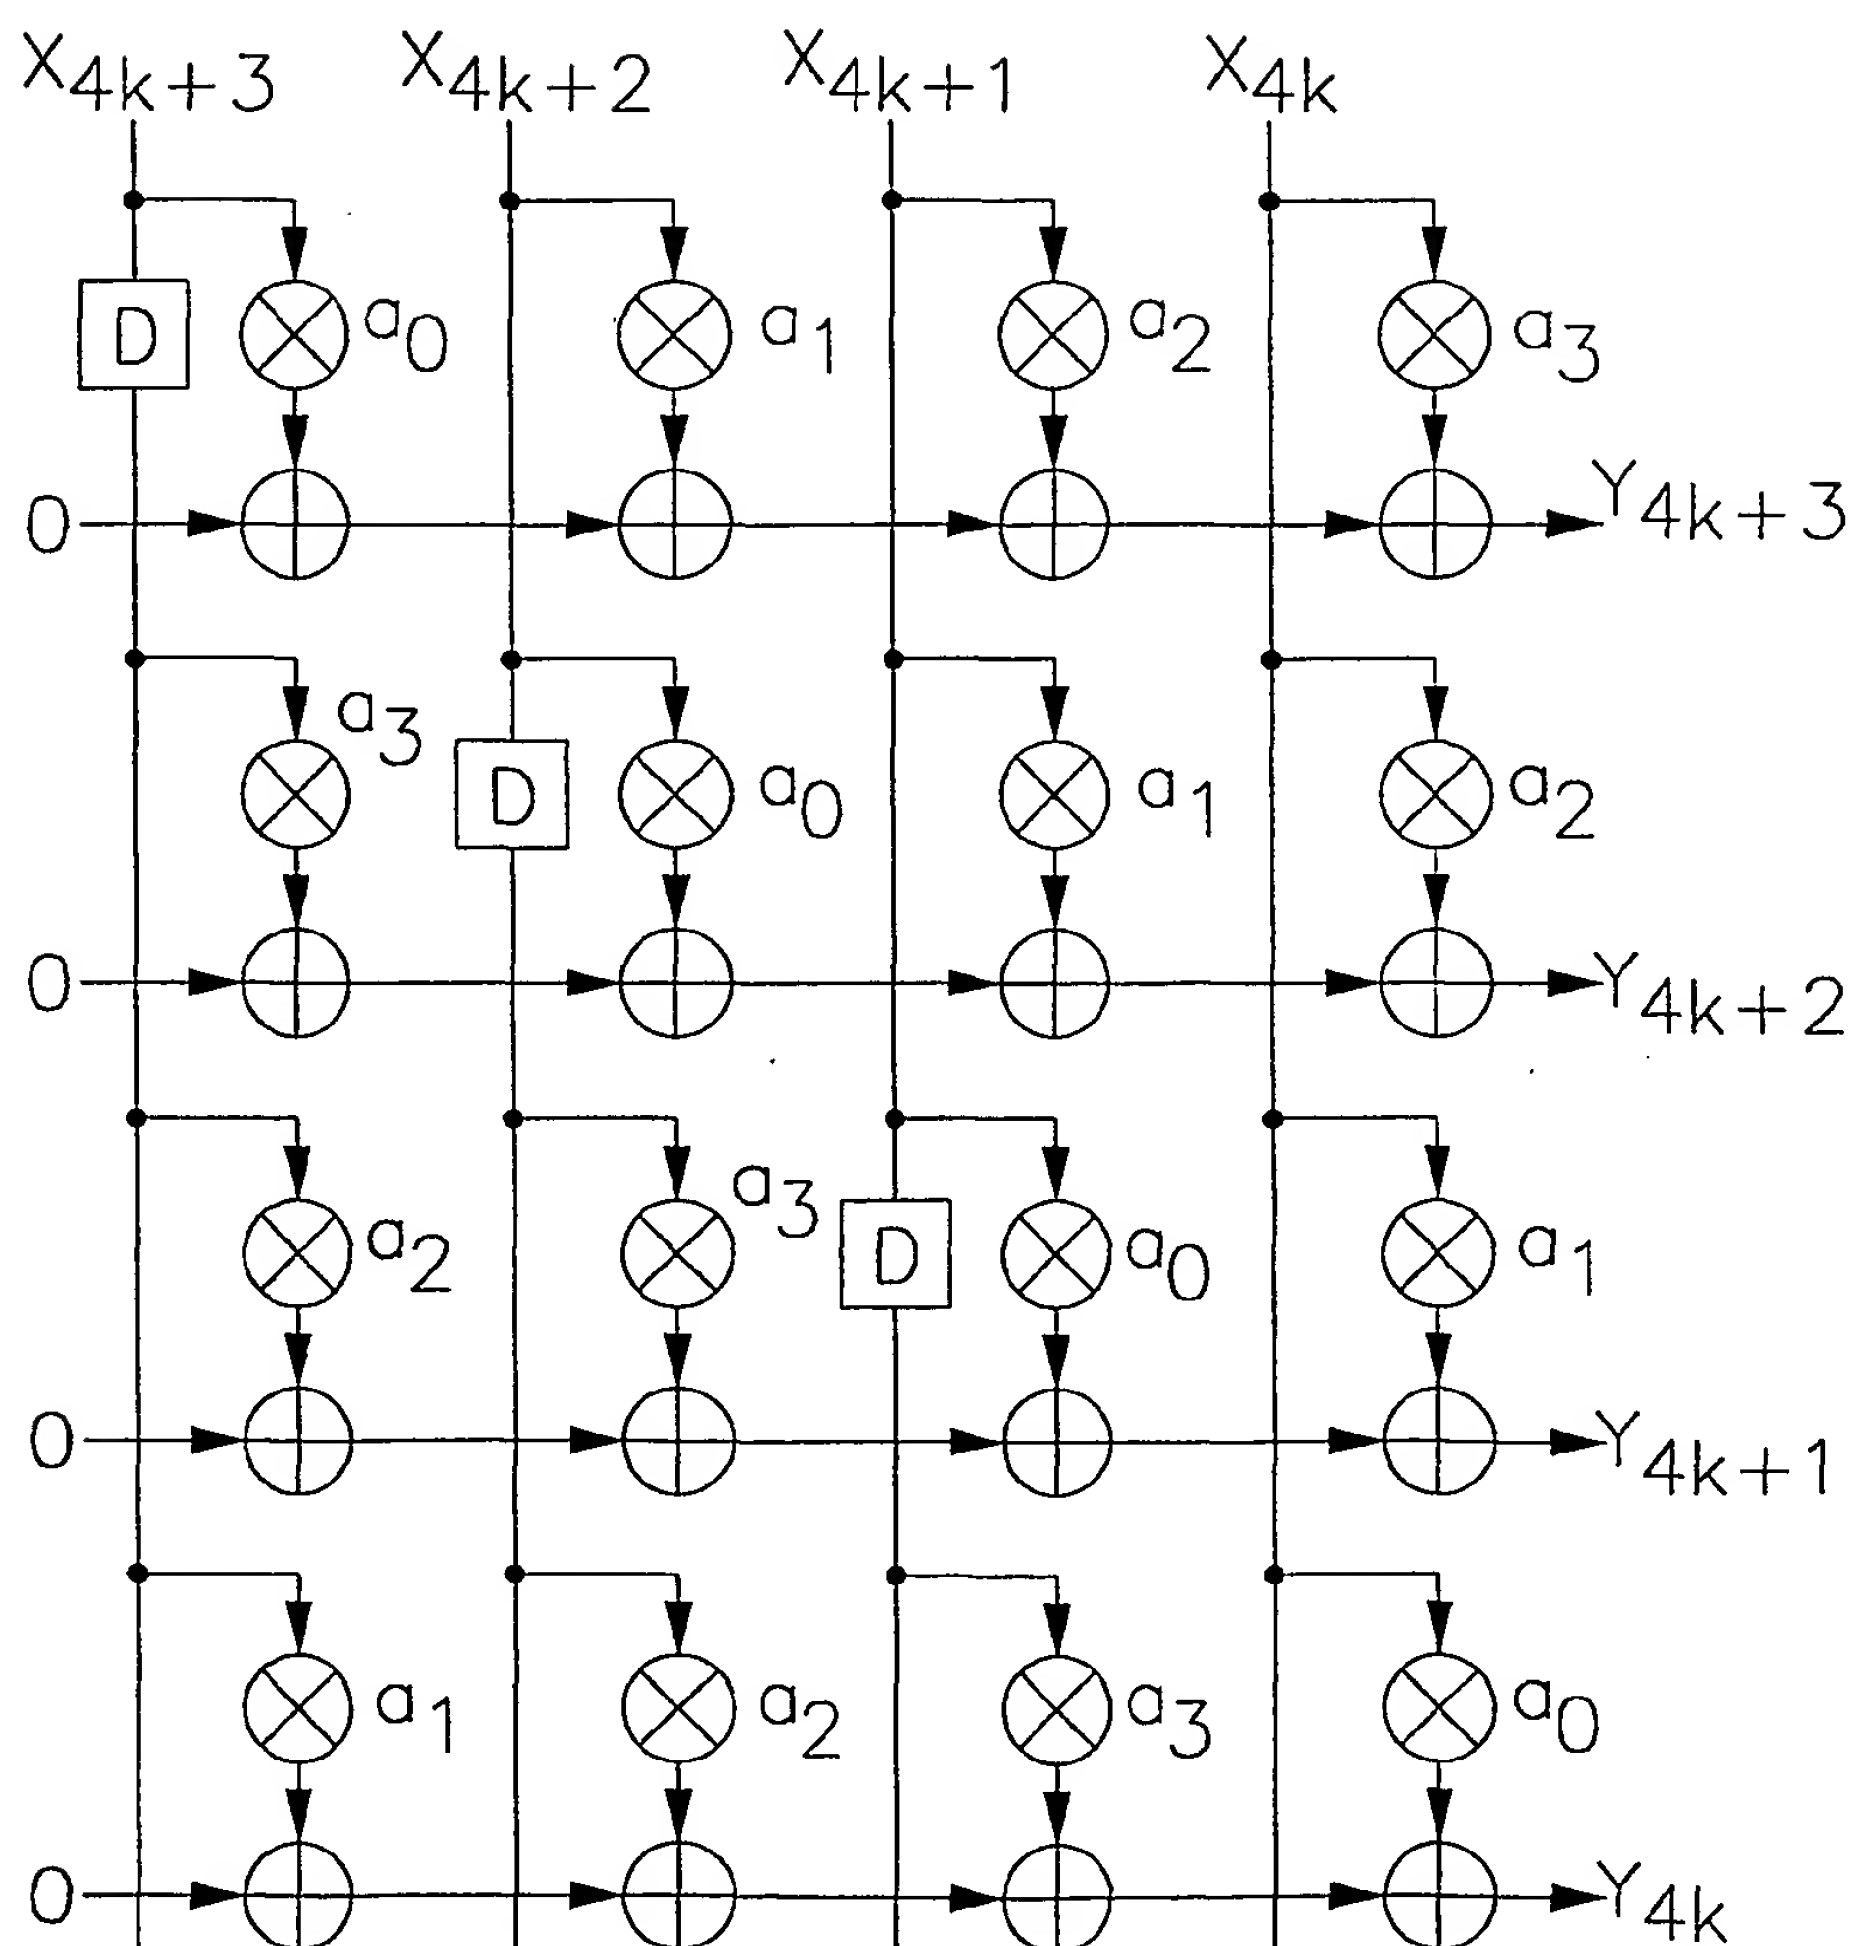 X4k+3 X4k+2 X4k+1 X4k
D a0 a1 a2 a3
0 Y4k+3
a3 D a0 a1 a2
0 Y4k+2
a2 a3 D a0 a1
0 Y4k+1
a1 a2 a3 a0
0 Y4k